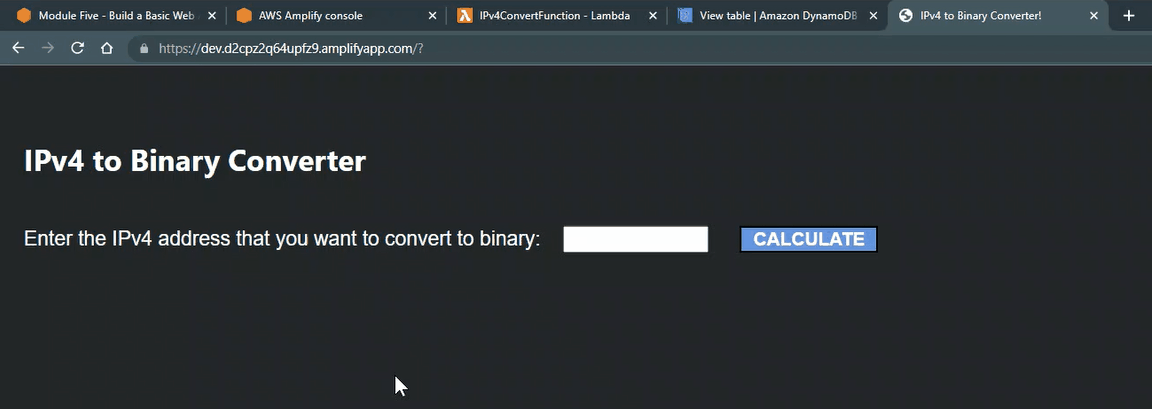 Module Five - Build a Basic Web
AWS Amplify console
IPv4ConvertFunction - Lambda
View table | Amazon DynamoDB
IPv4 to Binary Converter!
https://dev.d2cpz2q64upfz9.amplifyapp.com/?
IPv4 to Binary Converter
Enter the IPv4 address that you want to convert to binary:
CALCULATE